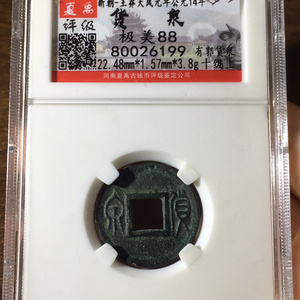 夏禹
评级
新朝-王莽天凤元年公元14年
货 泉
极美88
80026199 有郭货泉
22.48mm*1.57mm*3.8g 十级上
河南夏禹古钱币评级鉴定公司